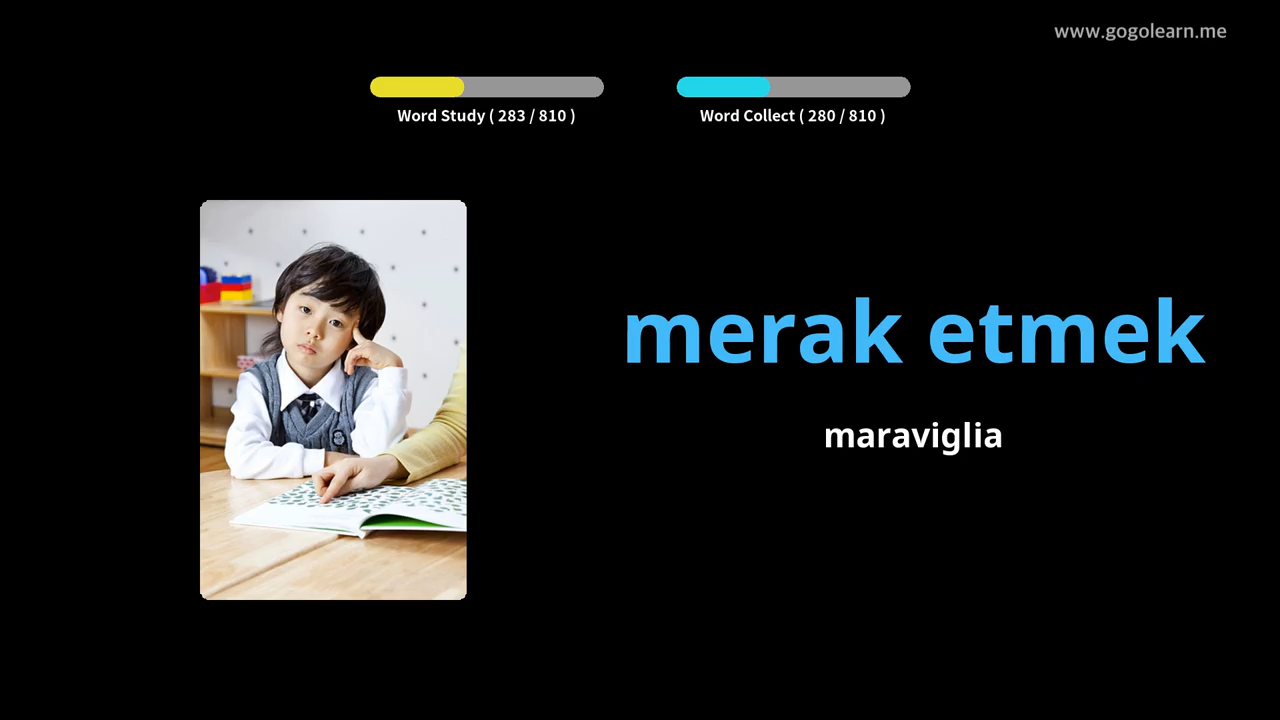 www.gogolearn.me
Word Study ( 283 / 810 )
Word Collect ( 280 / 810 )
merak etmek
maraviglia